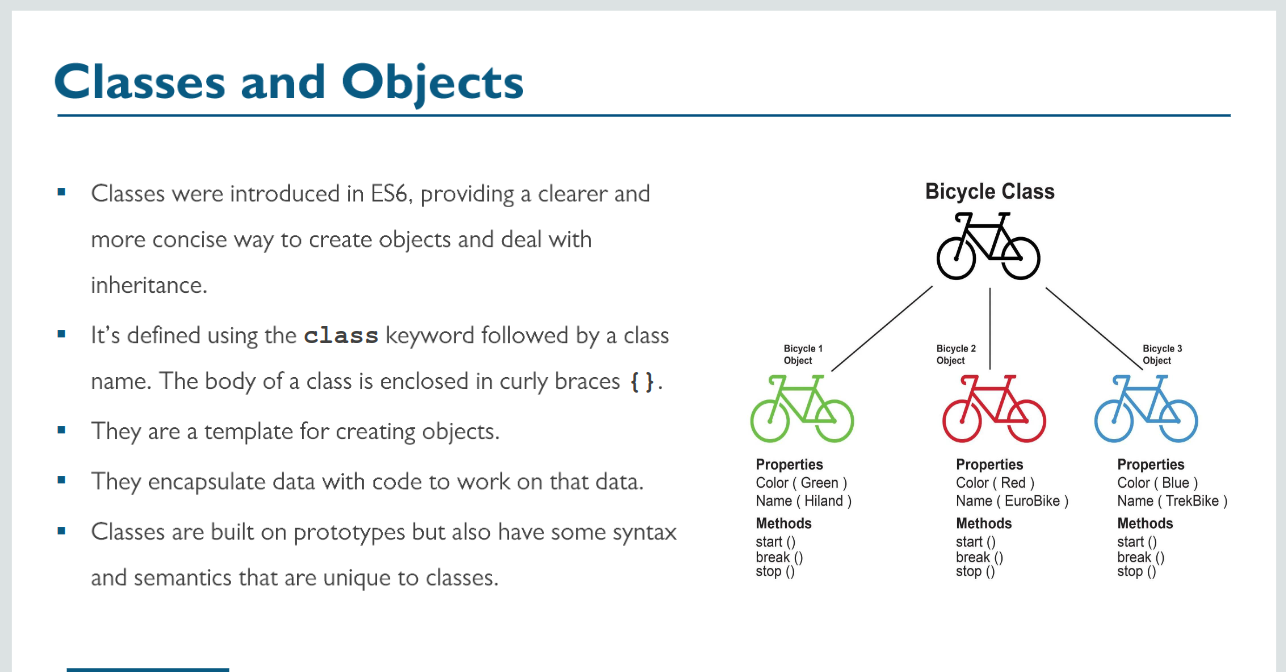 Classes and Objects
▪ Classes were introduced in ES6, providing a clearer and
more concise way to create objects and deal with
inheritance.
▪ It’s defined using the class keyword followed by a class
name. The body of a class is enclosed in curly braces {}.
▪ They are a template for creating objects.
▪ They encapsulate data with code to work on that data.
▪ Classes are built on prototypes but also have some syntax
and semantics that are unique to classes.
Bicycle Class
Bicycle 1
Object
Properties
Color ( Green )
Name ( Hiland )
Methods
start ()
break ()
stop ()
Bicycle 2
Object
Properties
Color ( Red )
Name ( EuroBike )
Methods
start ()
break ()
stop ()
Bicycle 3
Object
Properties
Color ( Blue )
Name ( TrekBike )
Methods
start ()
break ()
stop ()